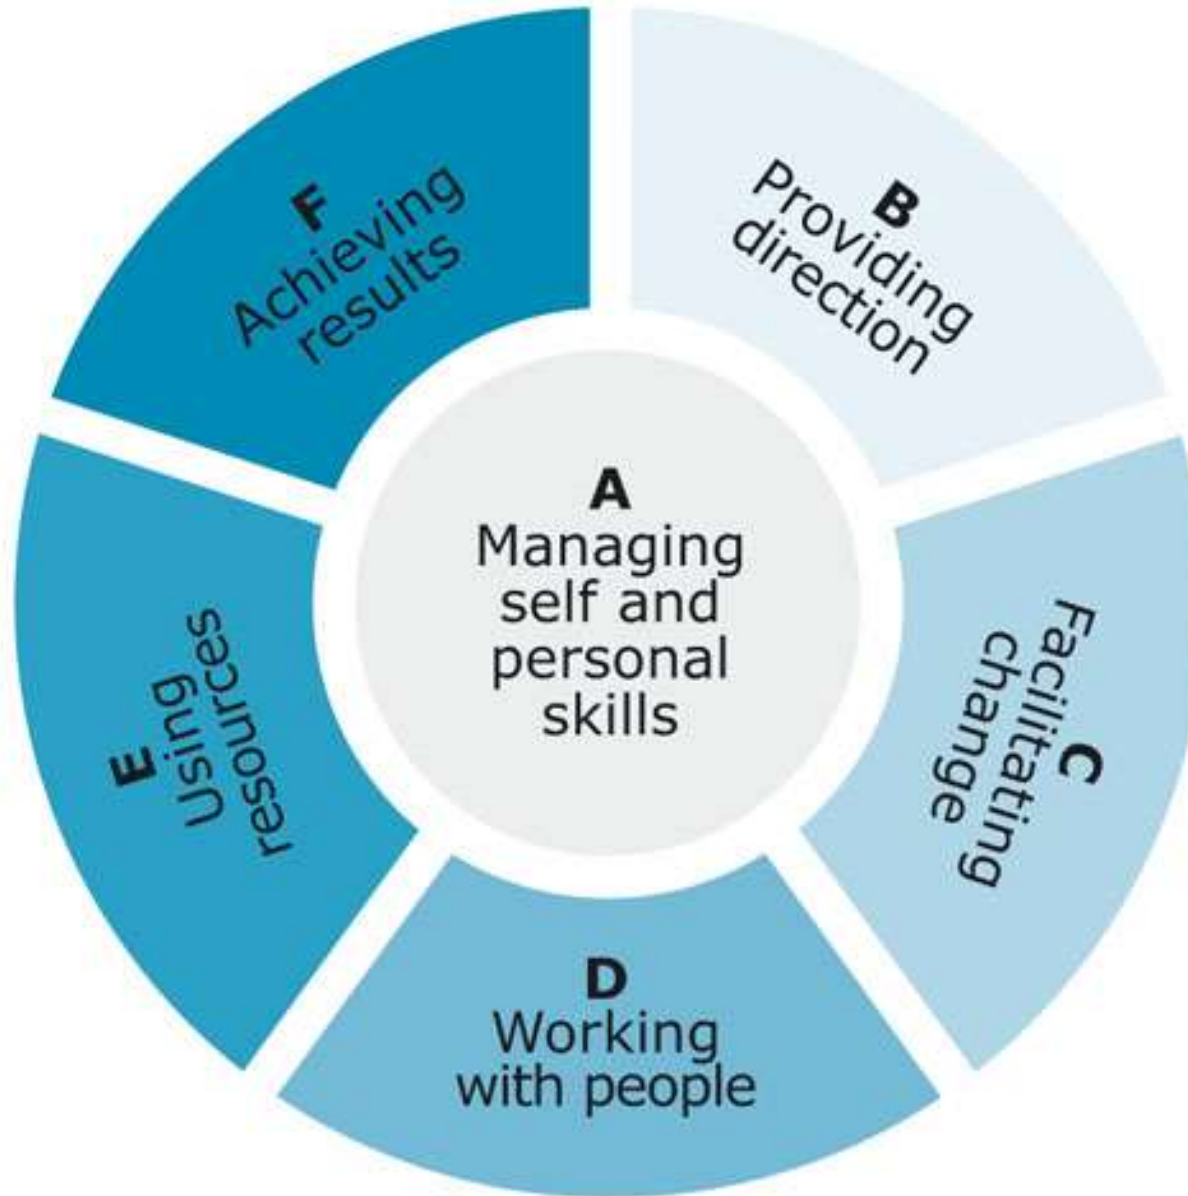 A
Managing
self and
personal
skills
B
Providing
direction
C
Facilitating
change
D
Working
with people
E
Using
resources
F
Achieving
results